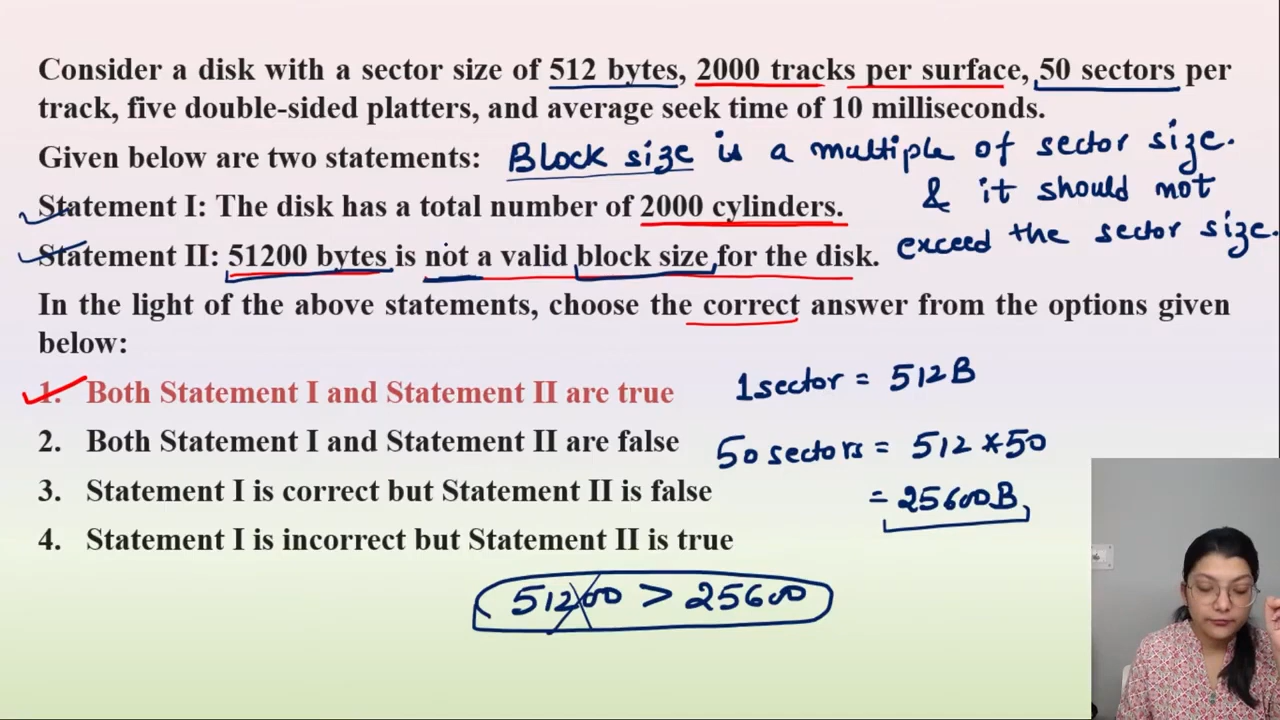 Consider a disk with a sector size of 512 bytes, 2000 tracks per surface, 50 sectors per
track, five double-sided platters, and average seek time of 10 milliseconds.
Given below are two statements: Block size is a multiple of sector size.
Statement I: The disk has a total number of 2000 cylinders. & it should not
Statement II: 51200 bytes is not a valid block size for the disk. exceed the sector size.
In the light of the above statements, choose the correct answer from the options given
below:
1. Both Statement I and Statement II are true 1 sector = 512B
2. Both Statement I and Statement II are false 50 sectors = 512 * 50
3. Statement I is correct but Statement II is false = 25600B
4. Statement I is incorrect but Statement II is true
51200 > 25600